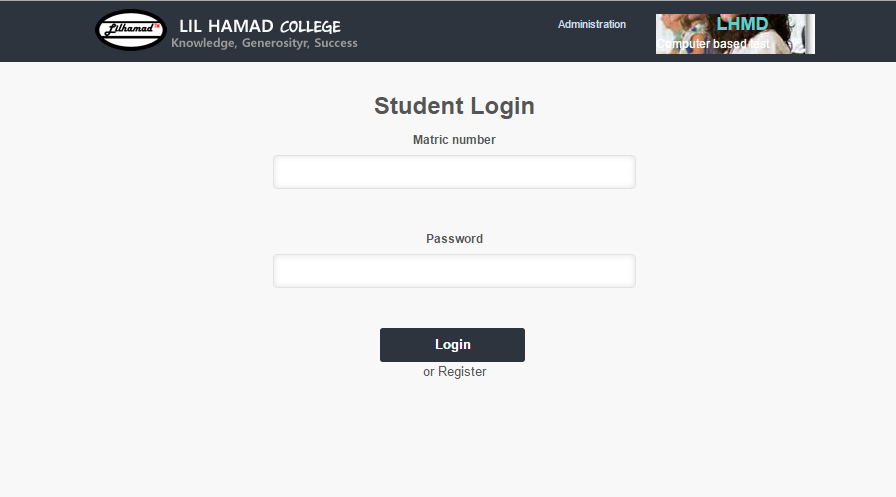 Lilhamad
LIL HAMAD COLLEGE
Knowledge, Generosityr, Success
Administration
LHMD
Computer based test
Student Login
Matric number
Password
Login
or Register